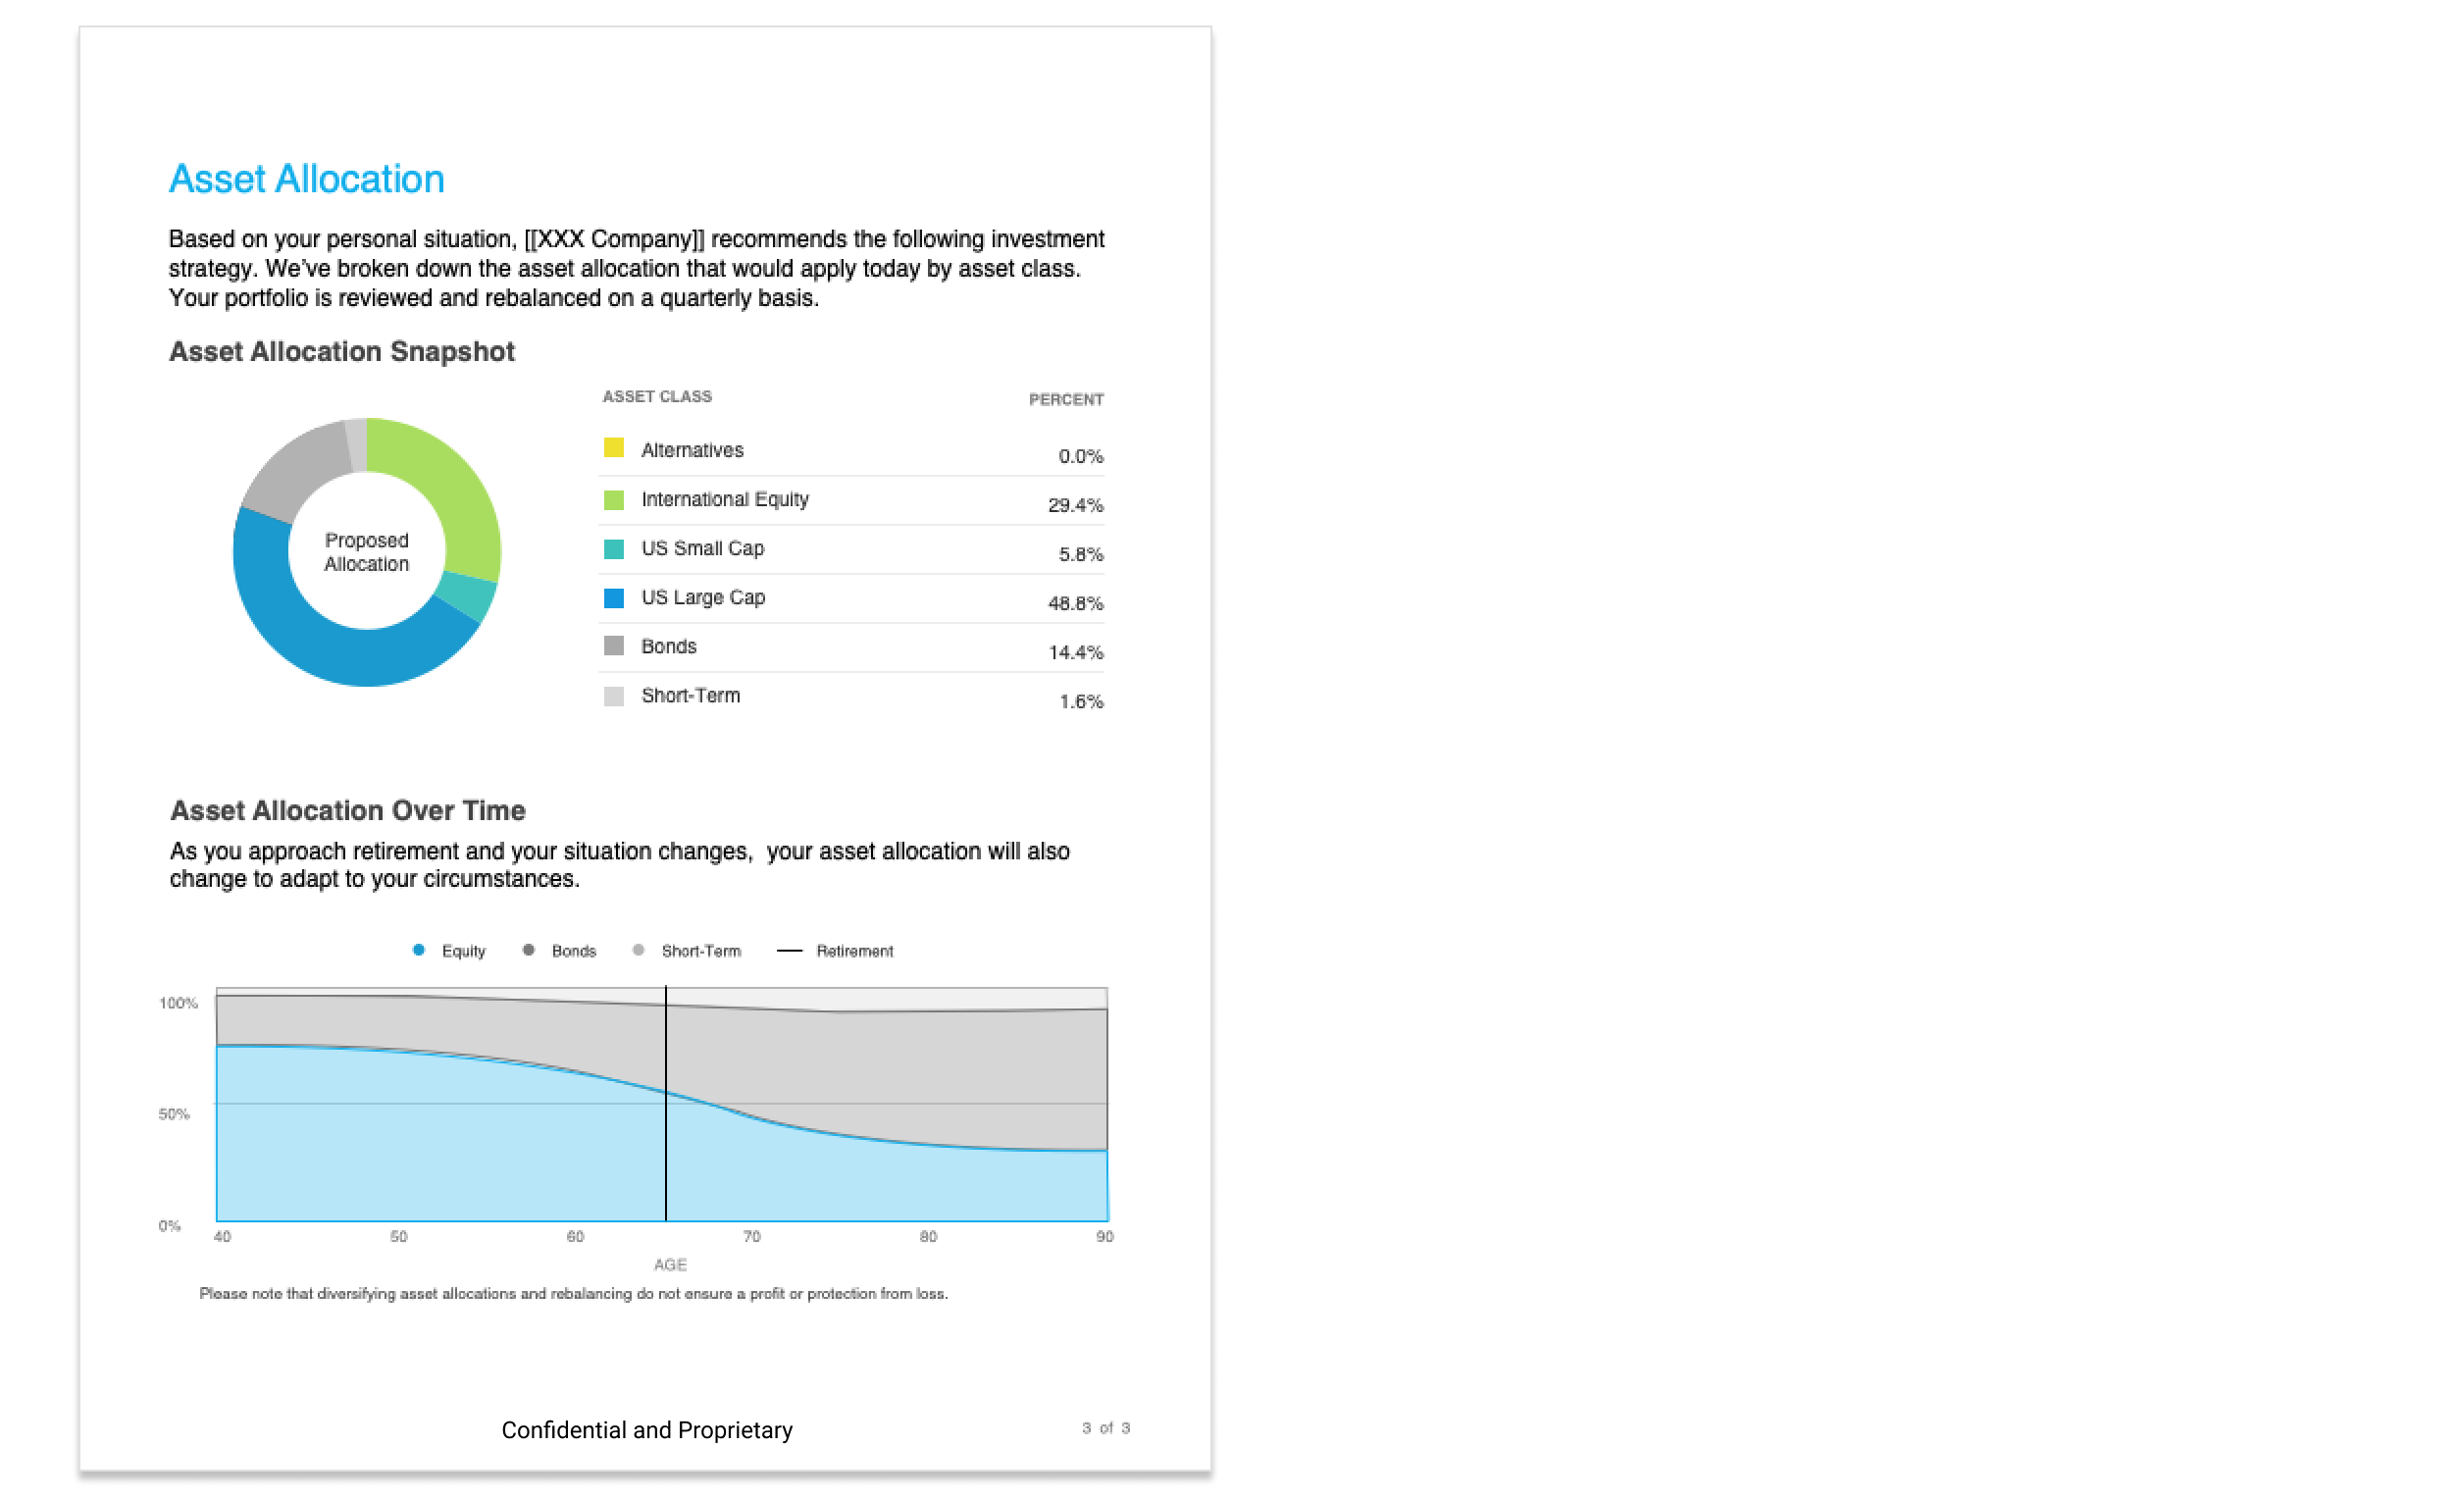 Asset Allocation
Based on your personal situation, [[XXX Company]] recommends the following investment
strategy. We've broken down the asset allocation that would apply today by asset class.
Your portfolio is reviewed and rebalanced on a quarterly basis.
Asset Allocation Snapshot
ASSET CLASS PERCENT
Alternatives 0.0%
International Equity 29.4%
US Small Cap 5.8%
US Large Cap 48.8%
Bonds 14.4%
Short-Term 1.6%
Proposed
Allocation
Asset Allocation Over Time
As you approach retirement and your situation changes,  your asset allocation will also
change to adapt to your circumstances.
Equity Bonds Short-Term Retirement
100%
50%
0%
40 50 60 70 80 90
AGE
Please note that diversifying asset allocations and rebalancing do not ensure a profit or protection from loss.
Confidential and Proprietary
3 of 3